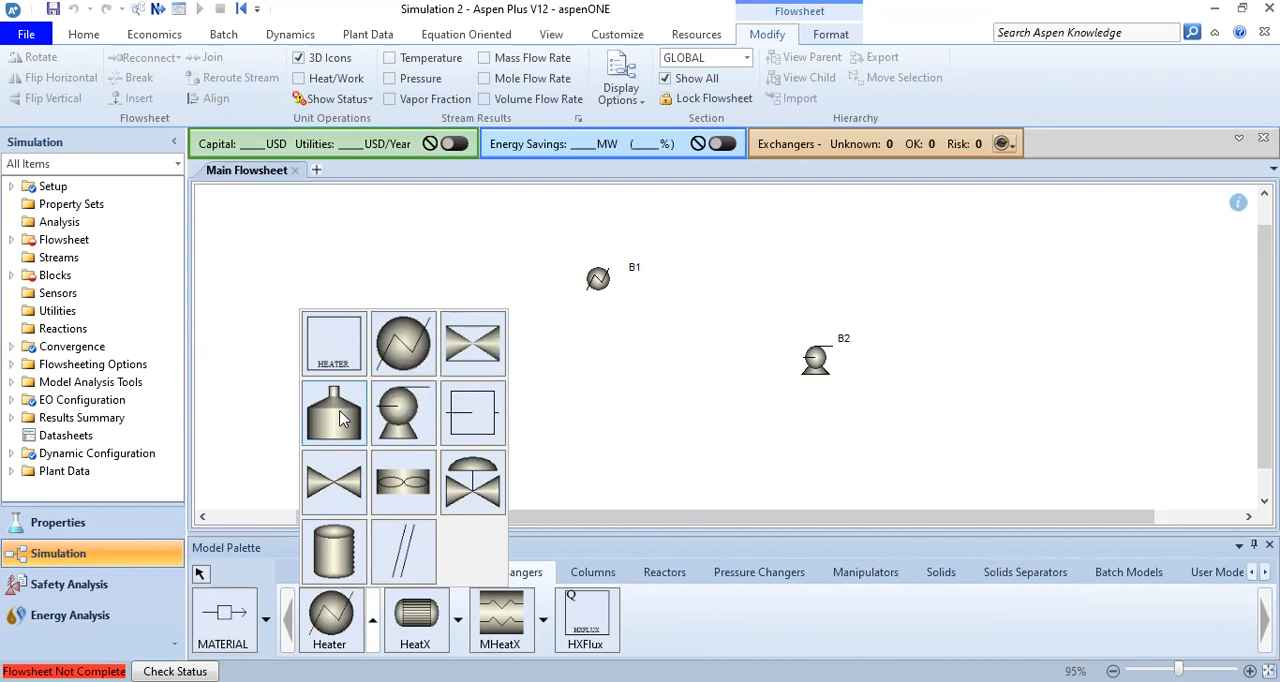 Simulation 2 - Aspen Plus V12 - aspenONE
Flowsheet
File Home Economics Batch Dynamics Plant Data Equation Oriented View Customize Resources Modify Format
Search Aspen Knowledge
Rotate Reconnect Join
Flip Horizontal Break Reroute Stream
Flip Vertical Insert Align
Flowsheet
3D Icons
Heat/Work
Show Status
Unit Operations
Temperature Mass Flow Rate
Pressure Mole Flow Rate
Vapor Fraction Volume Flow Rate
Stream Results
Display
Options
GLOBAL
Show All
Lock Flowsheet
Section
View Parent Export
View Child Move Selection
Import
Hierarchy
Simulation
All Items
Capital: ____USD Utilities: ____USD/Year
Energy Savings: ____MW (____%)
Exchangers - Unknown: 0 OK: 0 Risk: 0
Main Flowsheet
Setup
Property Sets
Analysis
Flowsheet
Streams
Blocks
Sensors
Utilities
Reactions
Convergence
Flowsheeting Options
Model Analysis Tools
EO Configuration
Results Summary
Datasheets
Dynamic Configuration
Plant Data
Properties
Simulation
Safety Analysis
Energy Analysis
B1
B2
HEATER
Model Palette
angers Columns Reactors Pressure Changers Manipulators Solids Solids Separators Batch Models User Mode
MATERIAL
Heater
HeatX
MHeatX
Q
HXFLUX
HXFlux
Flowsheet Not Complete Check Status
95%